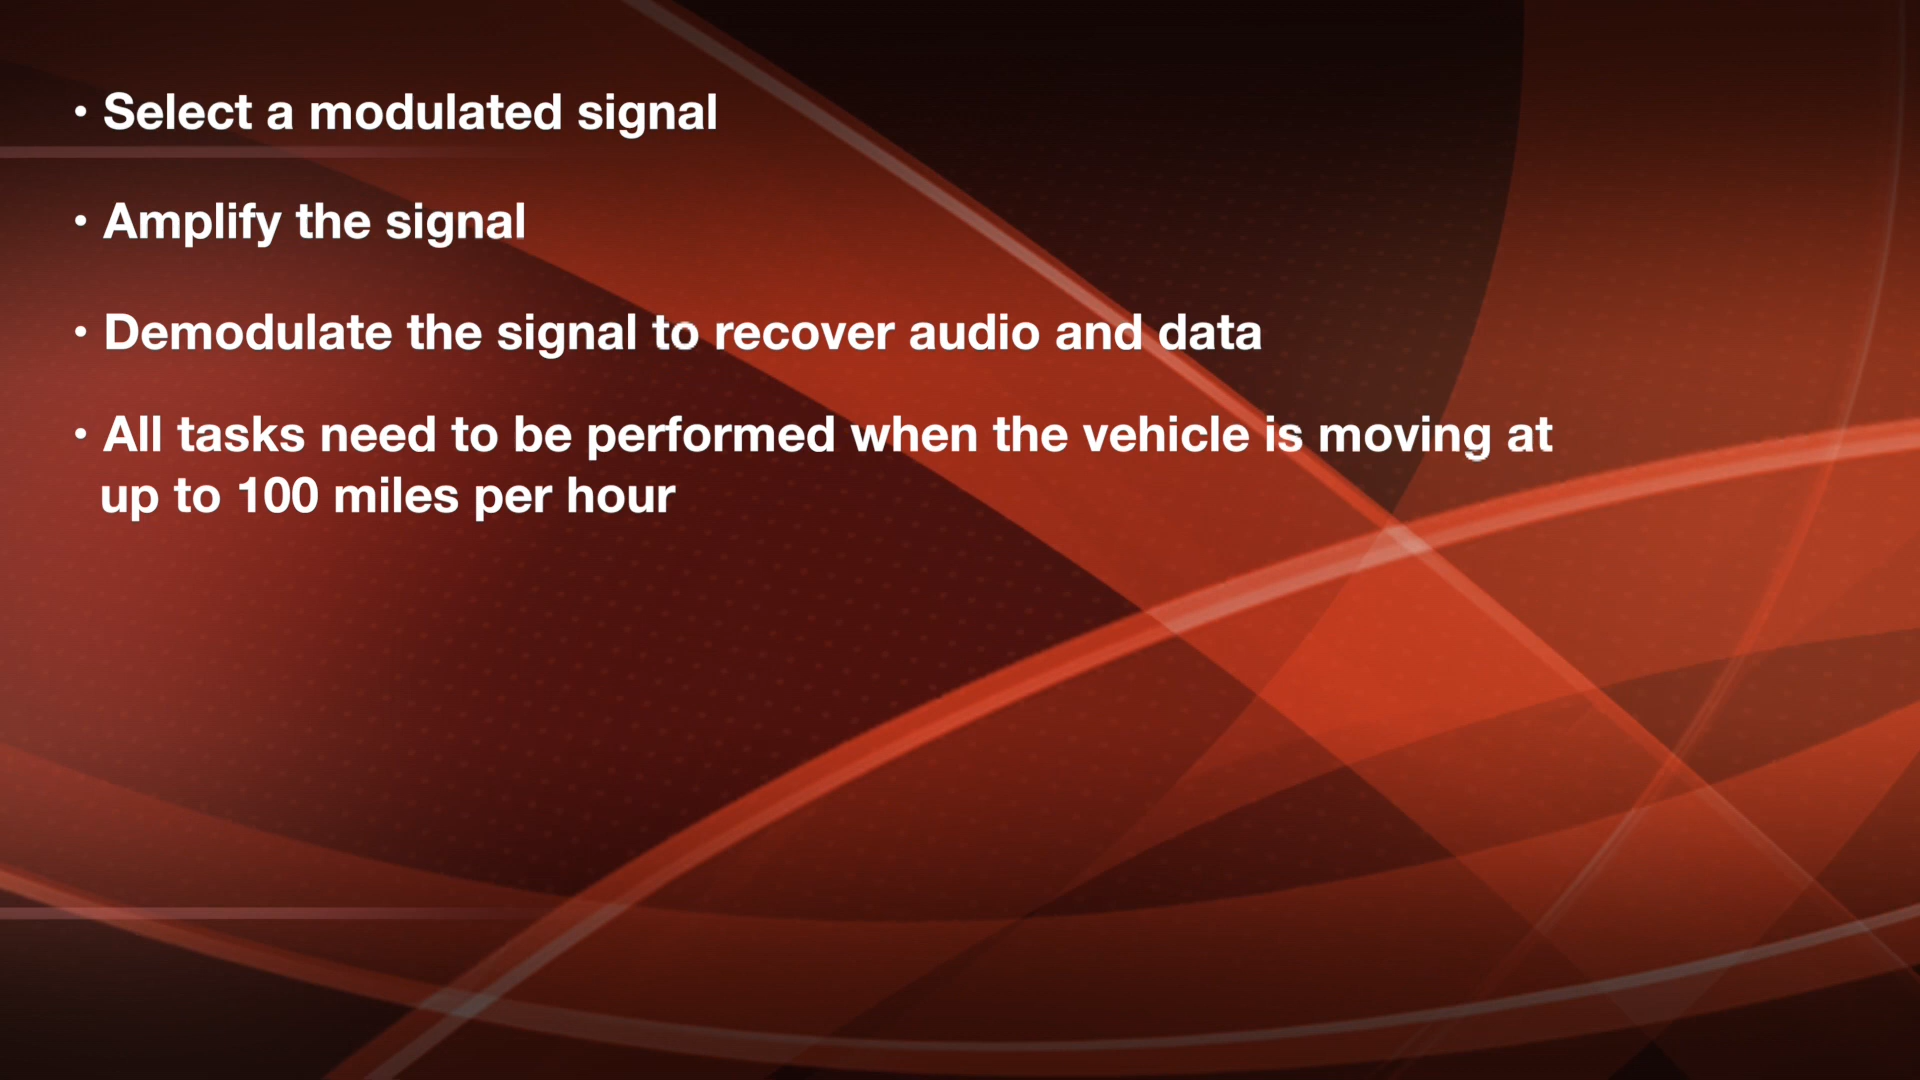 • Select a modulated signal
• Amplify the signal
• Demodulate the signal to recover audio and data
• All tasks need to be performed when the vehicle is moving at
up to 100 miles per hour